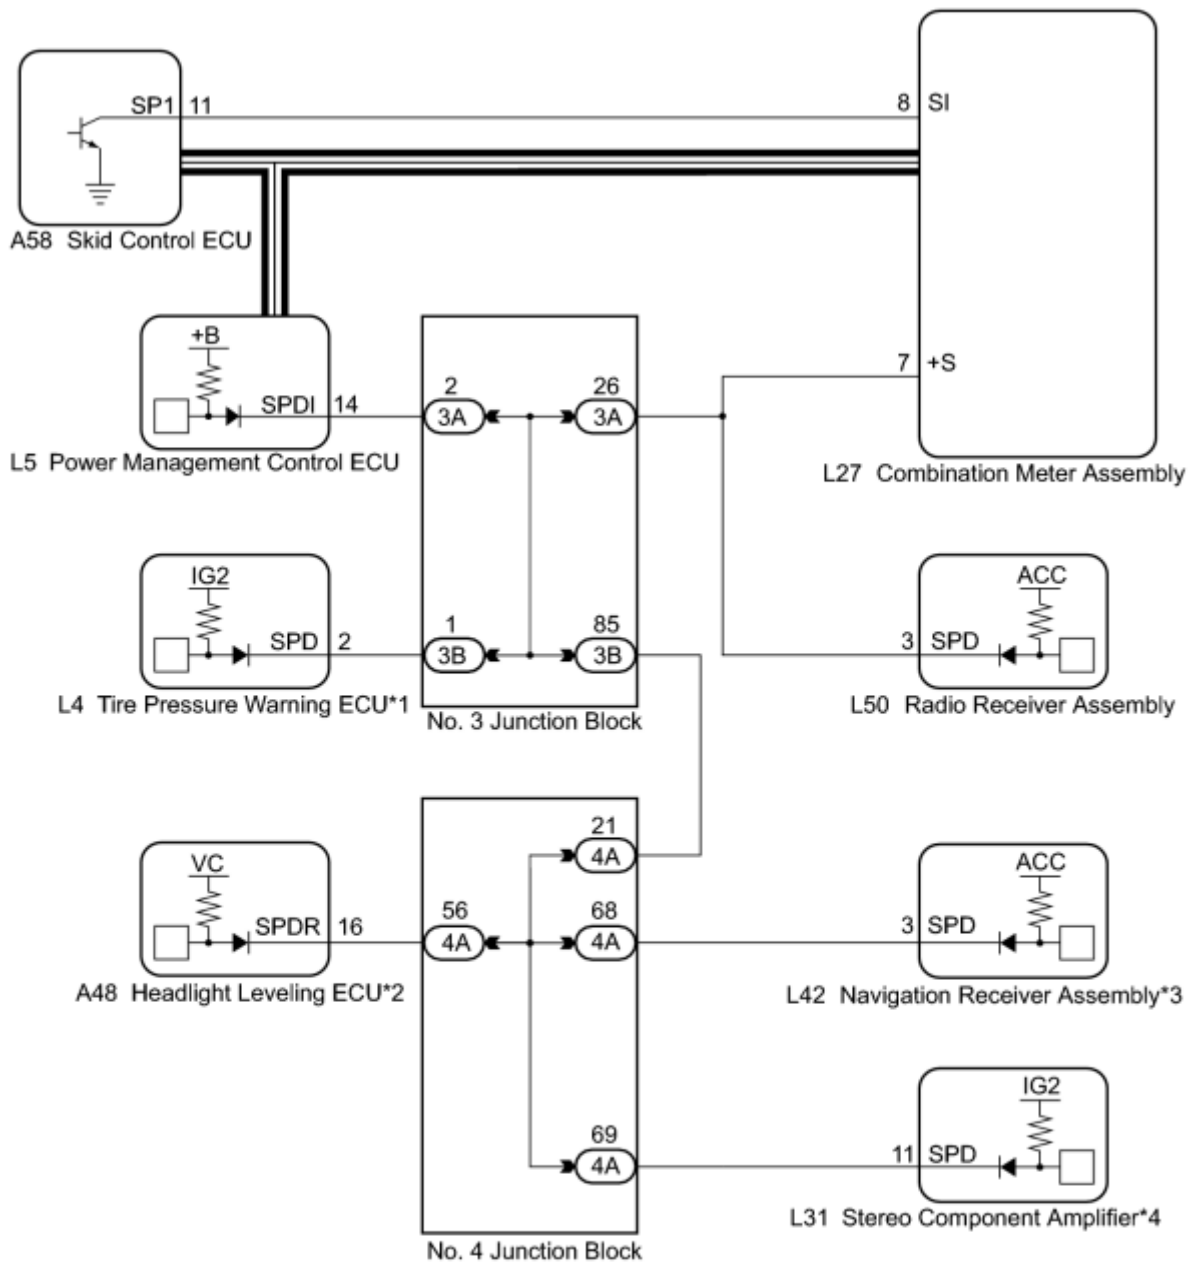 SP1 11
8 SI
A58 Skid Control ECU
+B
SPDI 14
2
3A
26
3A
7 +S
L5 Power Management Control ECU
L27 Combination Meter Assembly
IG2
SPD 2
1
3B
85
3B
ACC
3 SPD
L4 Tire Pressure Warning ECU*1
No. 3 Junction Block
L50 Radio Receiver Assembly
21
4A
VC
SPDR 16
56
4A
68
4A
ACC
3 SPD
A48 Headlight Leveling ECU*2
L42 Navigation Receiver Assembly*3
69
4A
IG2
11 SPD
L31 Stereo Component Amplifier*4
No. 4 Junction Block